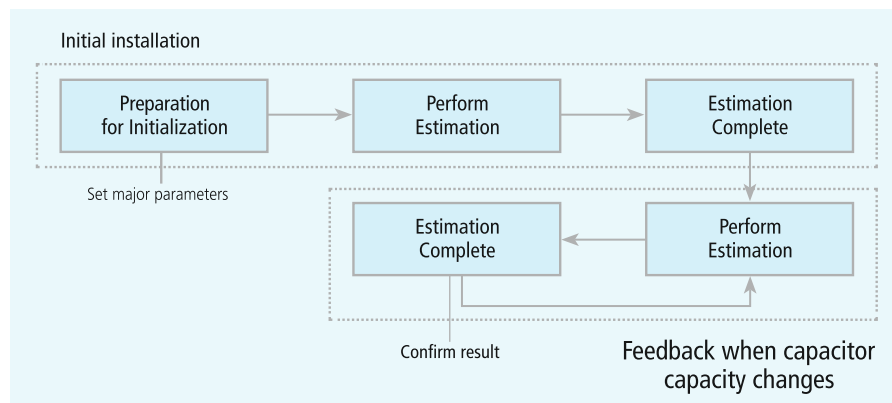 Initial installation
Preparation
for Initialization
Perform
Estimation
Estimation
Complete
Set major parameters
Estimation
Complete
Perform
Estimation
Confirm result
Feedback when capacitor
capacity changes